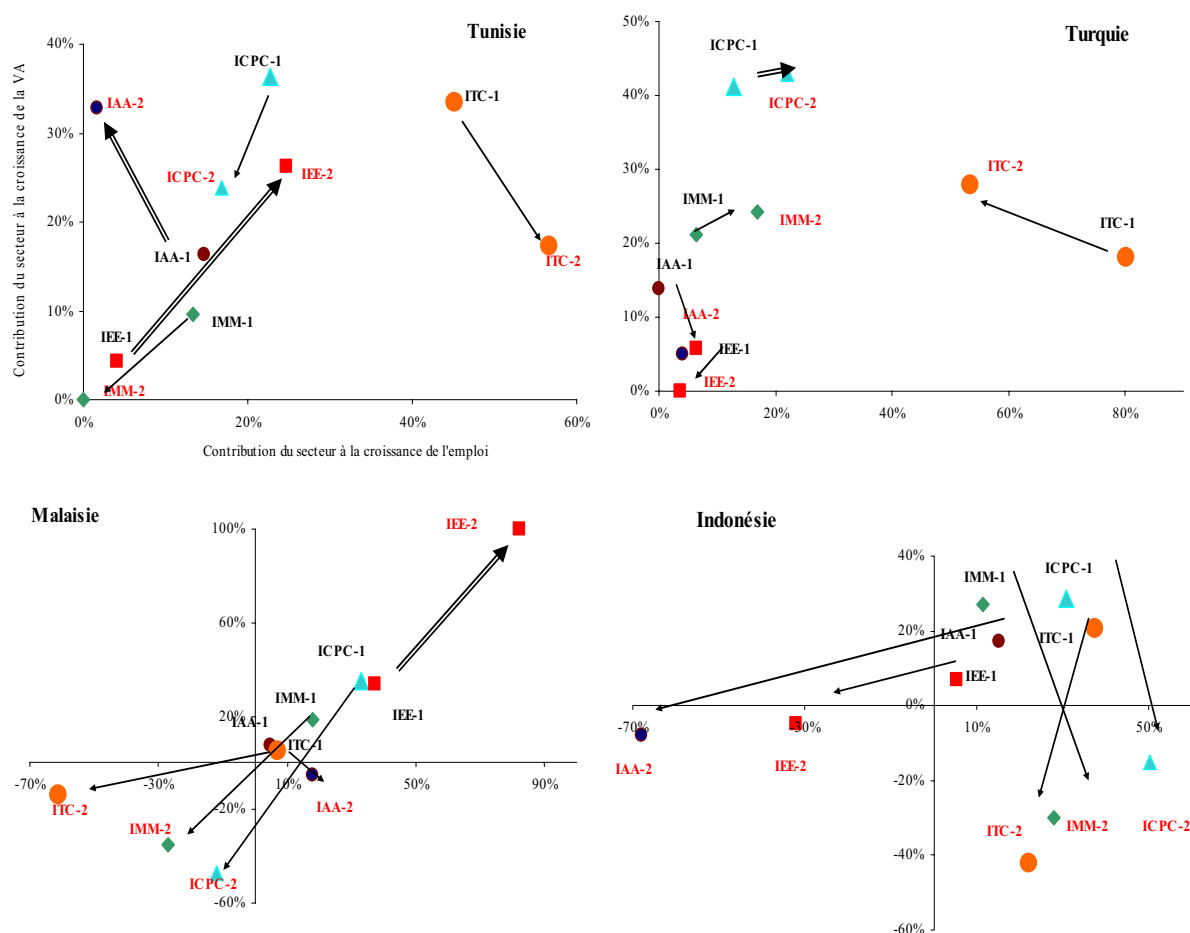 Tunisie
Contribution du secteur à la croissance de la VA
40%
30%
20%
10%
0%
ICPC-1
IAA-2
ITC-1
ICPC-2
IEE-2
IAA-1
ITC-2
IMM-1
IEE-1
IMM-2
0%
20%
40%
60%
Contribution du secteur à la croissance de l'emploi
Turquie
50%
40%
30%
20%
10%
0%
ICPC-1
ICPC-2
ITC-2
IMM-1
IMM-2
ITC-1
IAA-1
IAA-2
IEE-1
IEE-2
0%
20%
40%
60%
80%
Malaisie
100%
60%
20%
-20%
-60%
IEE-2
ICPC-1
IMM-1
IEE-1
IAA-1
ITC-1
-70%
-30%
10%
50%
90%
ITC-2
IAA-2
IMM-2
ICPC-2
Indonésie
40%
20%
0%
-20%
-40%
-60%
IMM-1
ICPC-1
IAA-1
ITC-1
IEE-1
-70%
-30%
10%
50%
IAA-2
IEE-2
ITC-2
IMM-2
ICPC-2